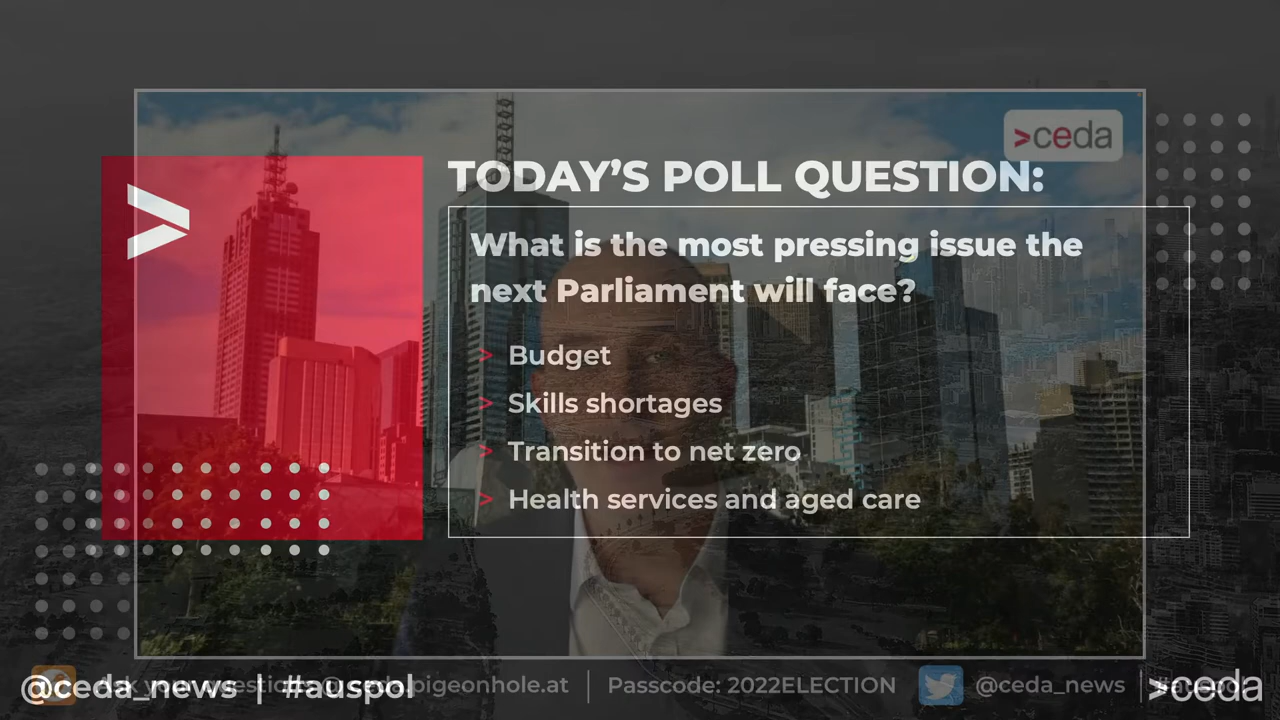 >ceda
TODAY'S POLL QUESTION:
What is the most pressing issue the
next Parliament will face?
> Budget
> Skills shortages
> Transition to net zero
> Health services and aged care
@ceda_news | #auspol
pigeonhole.at | Passcode: 2022ELECTION
@ceda_news |
>ceda